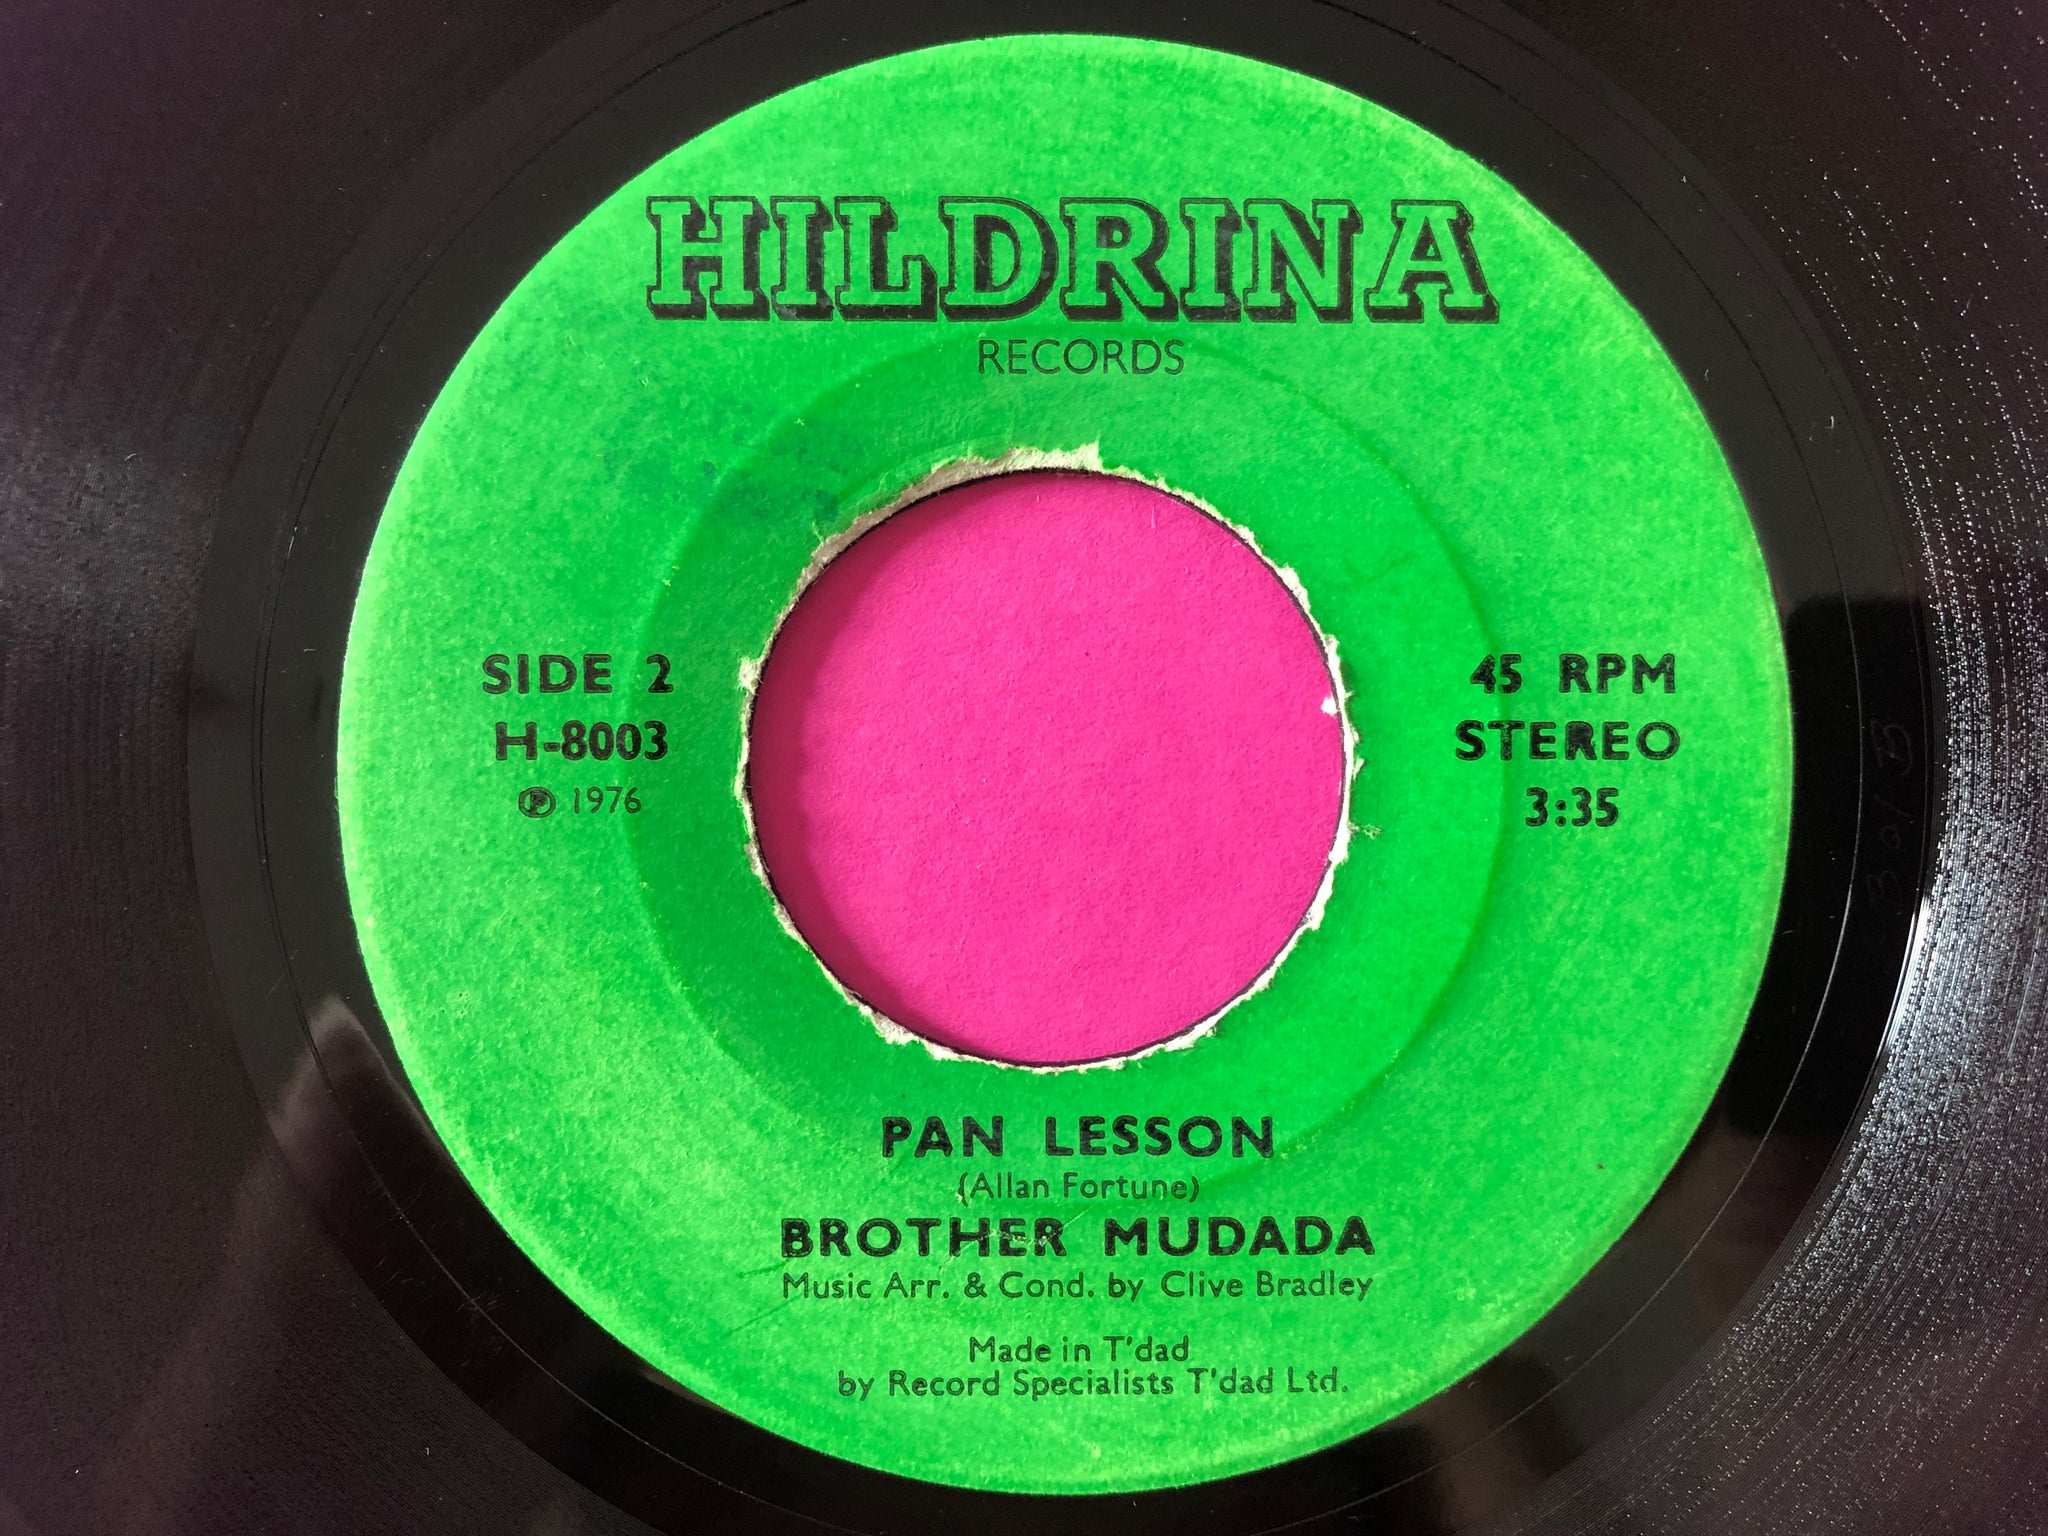 HILDRINA
RECORDS
SIDE 2
H-8003
℗ 1976
45 RPM
STEREO
3:35
PAN LESSON
(Allan Fortune)
BROTHER MUDADA
Music Arr. & Cond. by Clive Bradley
Made in T'dad
by Record Specialists T'dad Ltd.